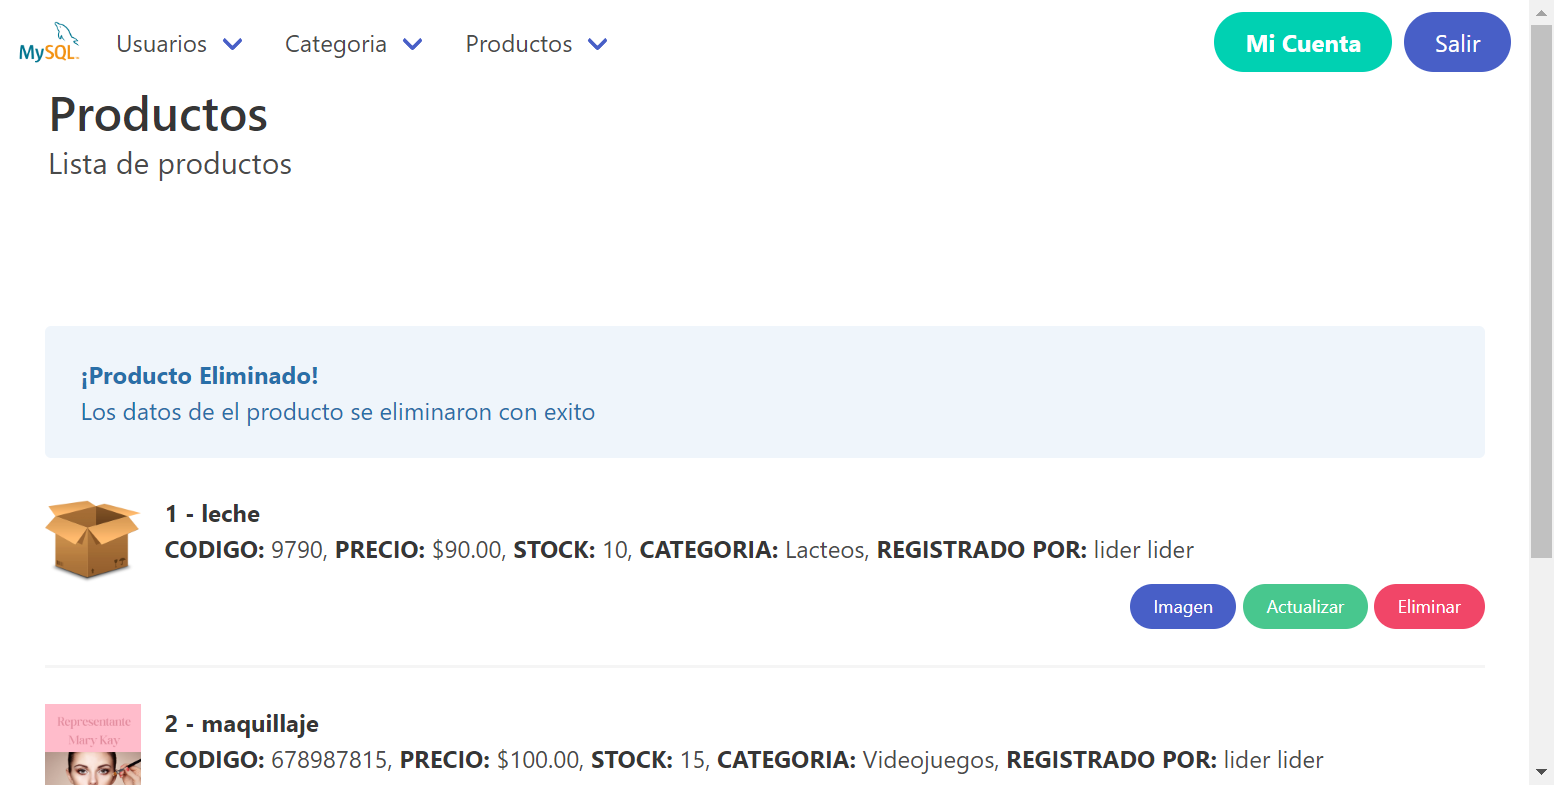 MySQL. Usuarios Categoria Productos Mi Cuenta Salir
Productos
Lista de productos
¡Producto Eliminado!
Los datos de el producto se eliminaron con exito
1 - leche
CODIGO: 9790, PRECIO: $90.00, STOCK: 10, CATEGORIA: Lacteos, REGISTRADO POR: lider lider
Imagen Actualizar Eliminar
Representante
Mary Kay
2 - maquillaje
CODIGO: 678987815, PRECIO: $100.00, STOCK: 15, CATEGORIA: Videojuegos, REGISTRADO POR: lider lider